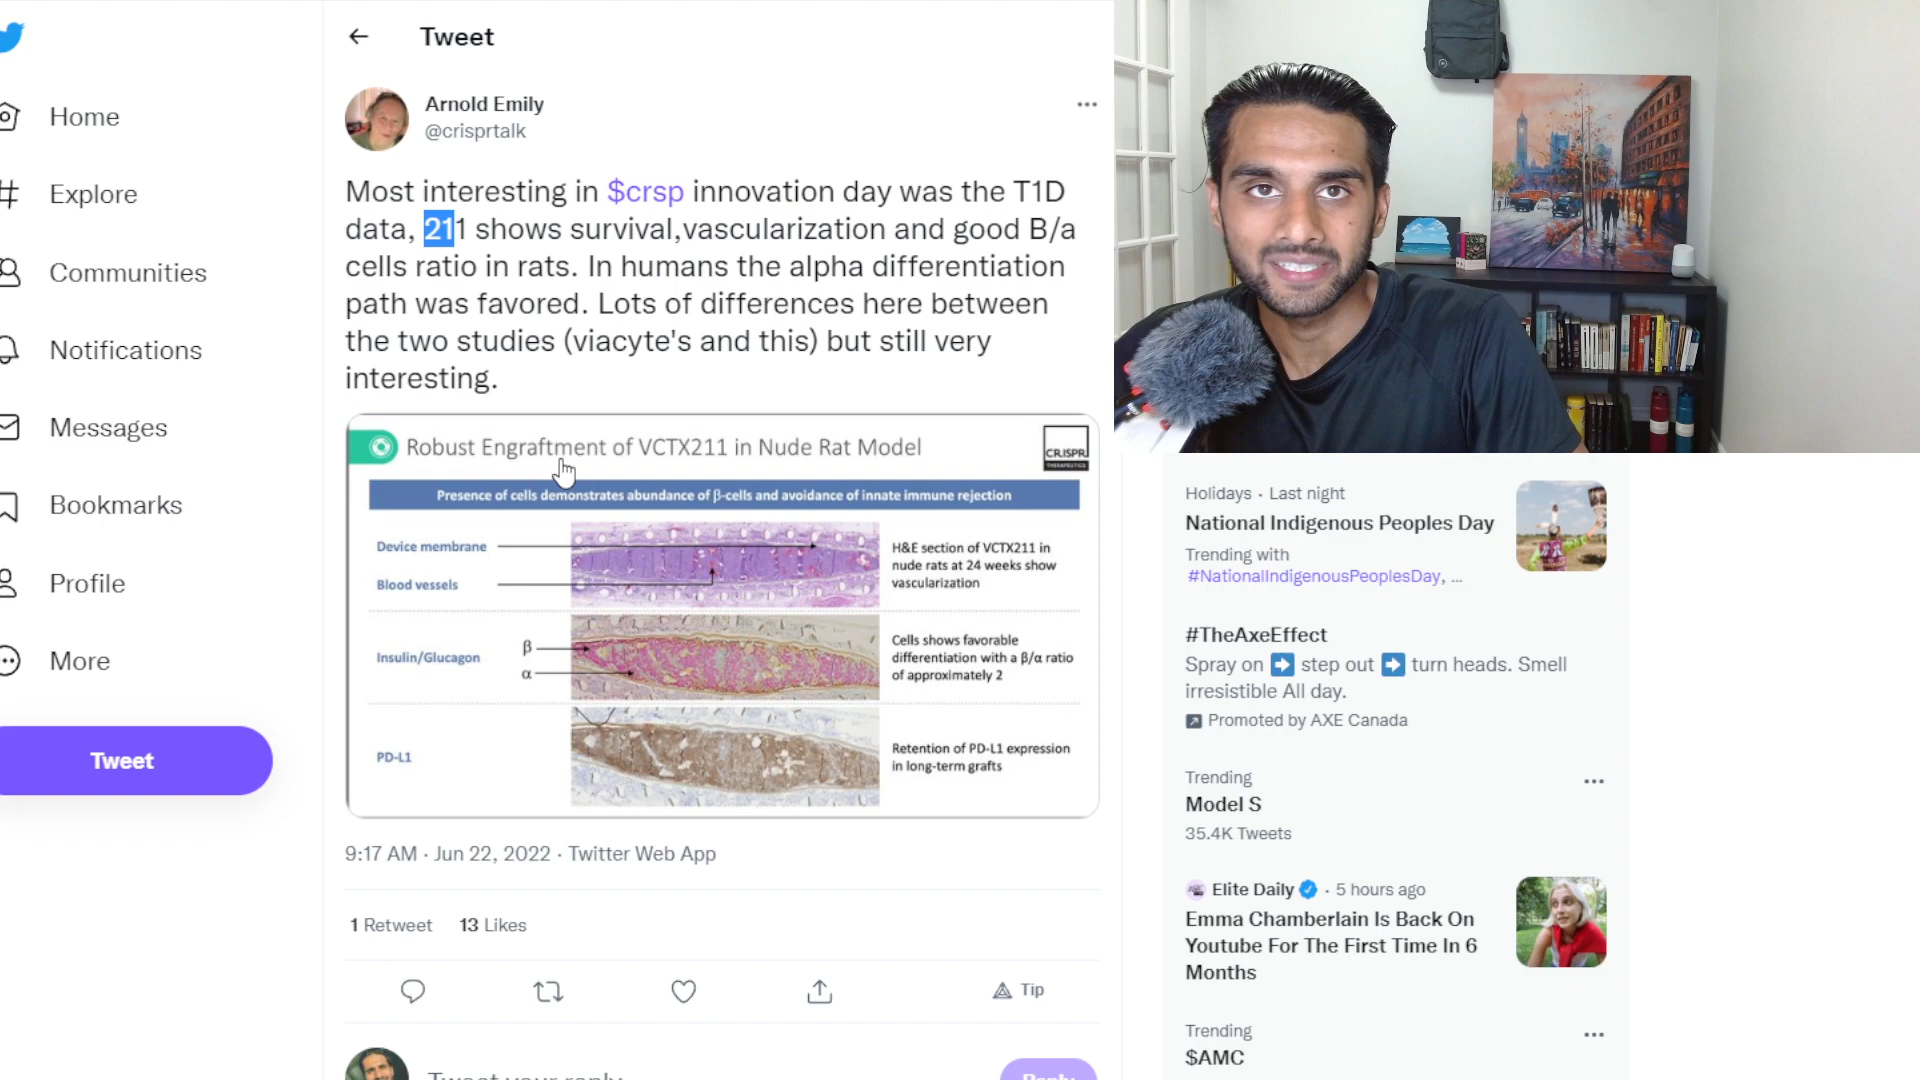 Tweet
Home
Explore
Communities
Notifications
Messages
Bookmarks
Profile
More
Tweet
Arnold Emily
@crisprtalk
Most interesting in $crsp innovation day was the T1D
data, 211 shows survival,vascularization and good B/a
cells ratio in rats. In humans the alpha differentiation
path was favored. Lots of differences here between
the two studies (viacyte's and this) but still very
interesting.
Robust Engraftment of VCTX211 in Nude Rat Model
CRISPR
THERAPEUTICS
Presence of cells demonstrates abundance of β-cells and avoidance of innate immune rejection
Device membrane
Blood vessels
H&E section of VCTX211 in
nude rats at 24 weeks show
vascularization
Insulin/Glucagon
β
α
Cells shows favorable
differentiation with a β/α ratio
of approximately 2
PD-L1
Retention of PD-L1 expression
in long-term grafts
9:17 AM · Jun 22, 2022 · Twitter Web App
1 Retweet 13 Likes
Tip
Tweet your reply
Reply
Holidays · Last night
National Indigenous Peoples Day
Trending with
#NationalIndigenousPeoplesDay, ...
#TheAxeEffect
Spray on ➡ step out ➡ turn heads. Smell
irresistible All day.
Promoted by AXE Canada
Trending
Model S
35.4K Tweets
Elite Daily · 5 hours ago
Emma Chamberlain Is Back On
Youtube For The First Time In 6
Months
Trending
$AMC